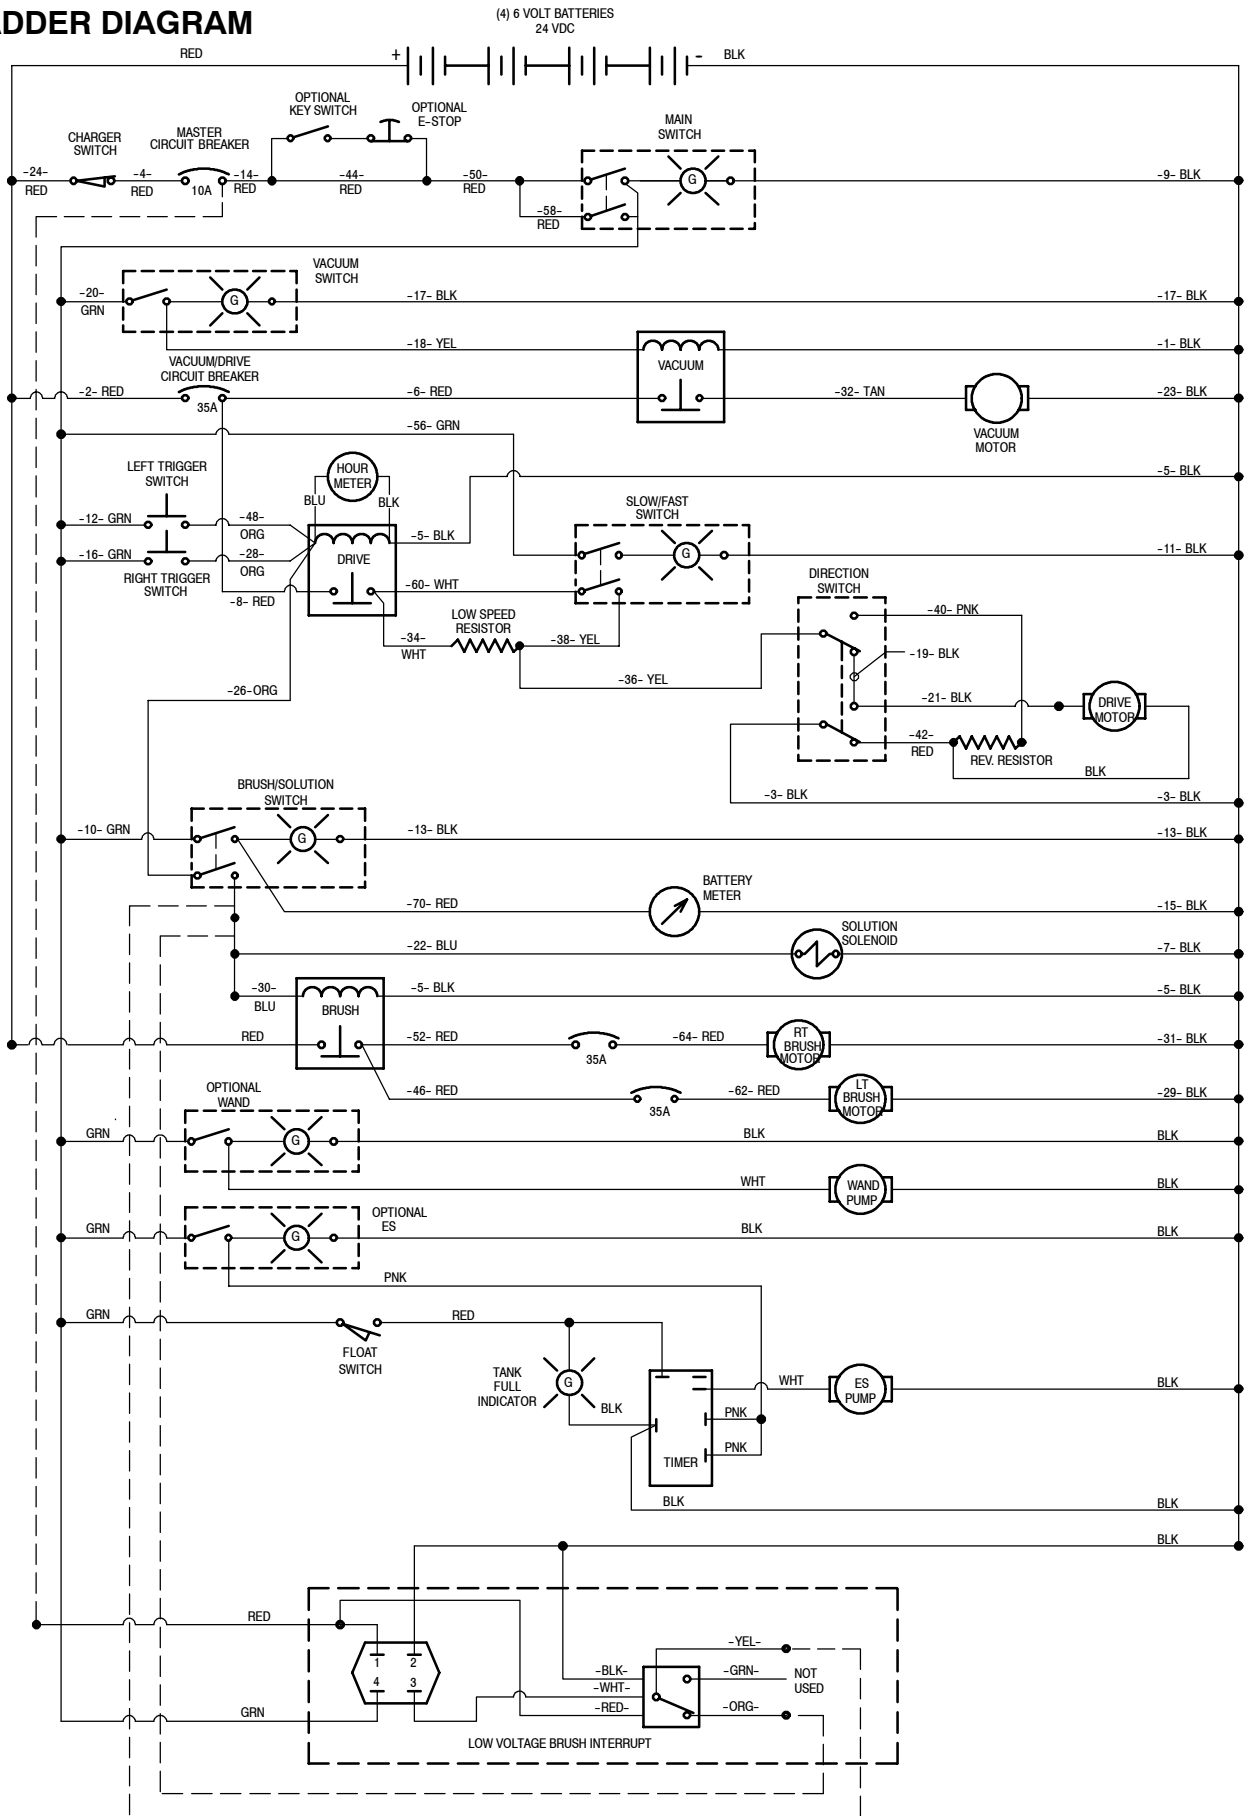 ADDER DIAGRAM
(4) 6 VOLT BATTERIES
24 VDC
RED
+
-
BLK
OPTIONAL
KEY SWITCH
OPTIONAL
E-STOP
MAIN
SWITCH
CHARGER
SWITCH
MASTER
CIRCUIT BREAKER
-24-
RED
-4-
RED
10A
-14-
RED
-44-
RED
-50-
RED
G
-9- BLK
-58-
RED
VACUUM
SWITCH
-20-
GRN
G
-17- BLK
-17- BLK
-18- YEL
VACUUM
-1- BLK
VACUUM/DRIVE
CIRCUIT BREAKER
-2- RED
35A
-6- RED
-32- TAN
-23- BLK
VACUUM
MOTOR
-56- GRN
LEFT TRIGGER
SWITCH
HOUR
METER
BLU
BLK
-5- BLK
SLOW/FAST
SWITCH
-12- GRN
-48-
ORG
-5- BLK
DRIVE
G
-11- BLK
-16- GRN
-28-
ORG
RIGHT TRIGGER
SWITCH
-8- RED
-60- WHT
DIRECTION
SWITCH
LOW SPEED
RESISTOR
-34-
WHT
-38- YEL
-40- PNK
-19- BLK
-36- YEL
-26-ORG
-21- BLK
DRIVE
MOTOR
-42-
RED
REV. RESISTOR
BLK
BRUSH/SOLUTION
SWITCH
-3- BLK
-3- BLK
-10- GRN
G
-13- BLK
-13- BLK
BATTERY
METER
-70- RED
-15- BLK
SOLUTION
SOLENOID
-22- BLU
-7- BLK
-30-
BLU
BRUSH
-5- BLK
-5- BLK
RED
-52- RED
35A
-64- RED
RT
BRUSH
MOTOR
-31- BLK
-46- RED
35A
-62- RED
LT
BRUSH
MOTOR
-29- BLK
OPTIONAL
WAND
GRN
G
BLK
BLK
WHT
WAND
PUMP
BLK
OPTIONAL
ES
GRN
G
BLK
BLK
PNK
GRN
RED
FLOAT
SWITCH
TANK
FULL
INDICATOR
G
BLK
WHT
ES
PUMP
BLK
PNK
PNK
TIMER
BLK
BLK
BLK
RED
1
2
4
3
-YEL-
-BLK-
-GRN-
NOT
USED
-WHT-
-RED-
-ORG-
GRN
LOW VOLTAGE BRUSH INTERRUPT